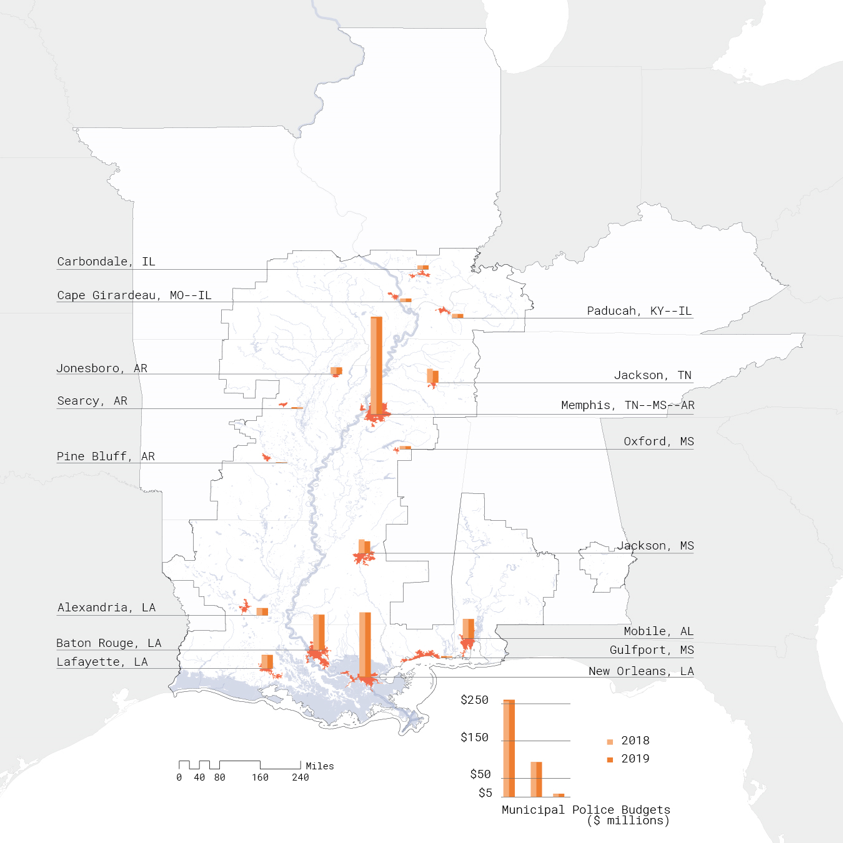 Carbondale, IL
Cape Girardeau, MO--IL
Paducah, KY--IL
Jonesboro, AR
Jackson, TN
Searcy, AR
Memphis, TN--MS--AR
Oxford, MS
Pine Bluff, AR
Jackson, MS
Alexandria, LA
Mobile, AL
Baton Rouge, LA
Gulfport, MS
Lafayette, LA
New Orleans, LA
$250
$150
$50
$5
2018
2019
Municipal Police Budgets
($ millions)
Miles
0 40 80 160 240